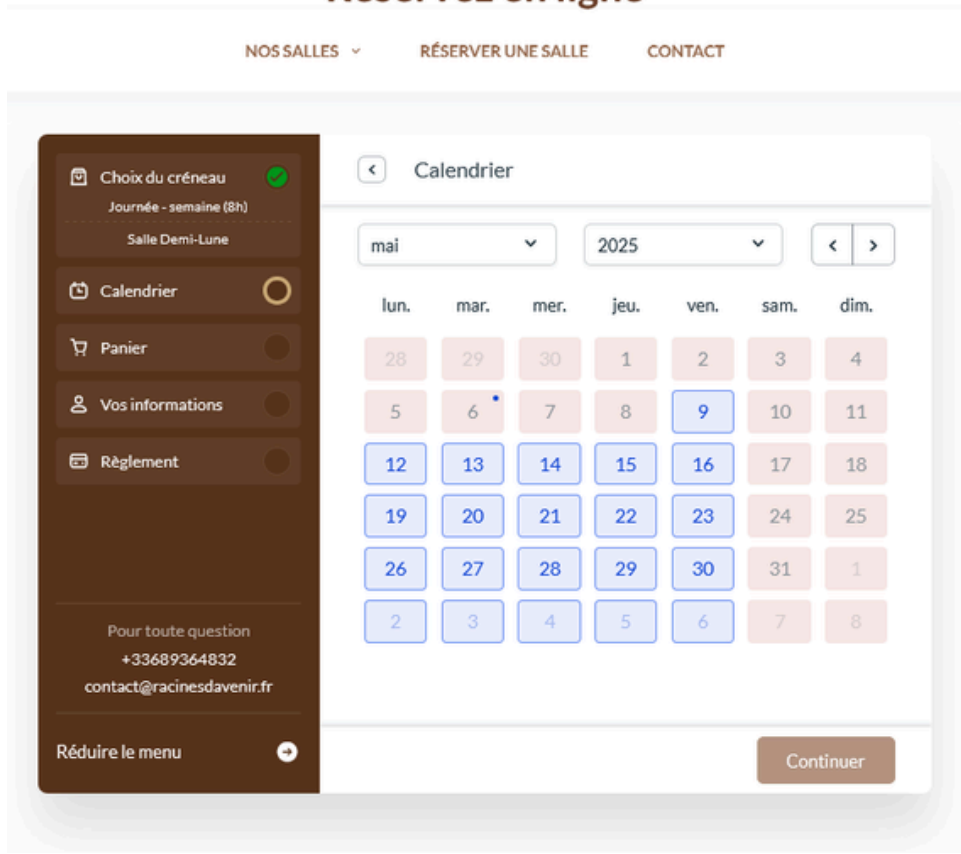 Réservez en ligne
NOS SALLES
RÉSERVER UNE SALLE
CONTACT
Choix du créneau
Journée - semaine (8h)
Salle Demi-Lune
Calendrier
Panier
Vos informations
Règlement
Pour toute question
+33689364832
contact@racinesdavenir.fr
Réduire le menu
Calendrier
mai 2025
lun. mar. mer. jeu. ven. sam. dim.
28 29 30 1 2 3 4
5 6 7 8 9 10 11
12 13 14 15 16 17 18
19 20 21 22 23 24 25
26 27 28 29 30 31 1
2 3 4 5 6 7 8
Continuer